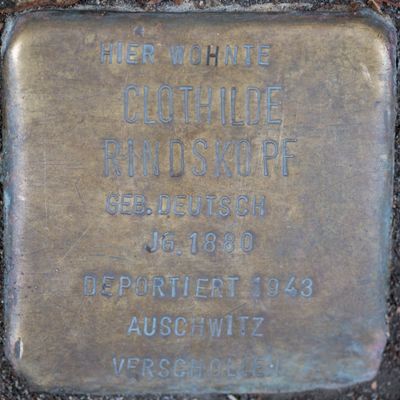 HIER WOHNTE
CLOTHILDE
RINDSKOPF
GEB. DEUTSCH
JG. 1880
DEPORTIERT 1943
AUSCHWITZ
VERSCHOLLEN